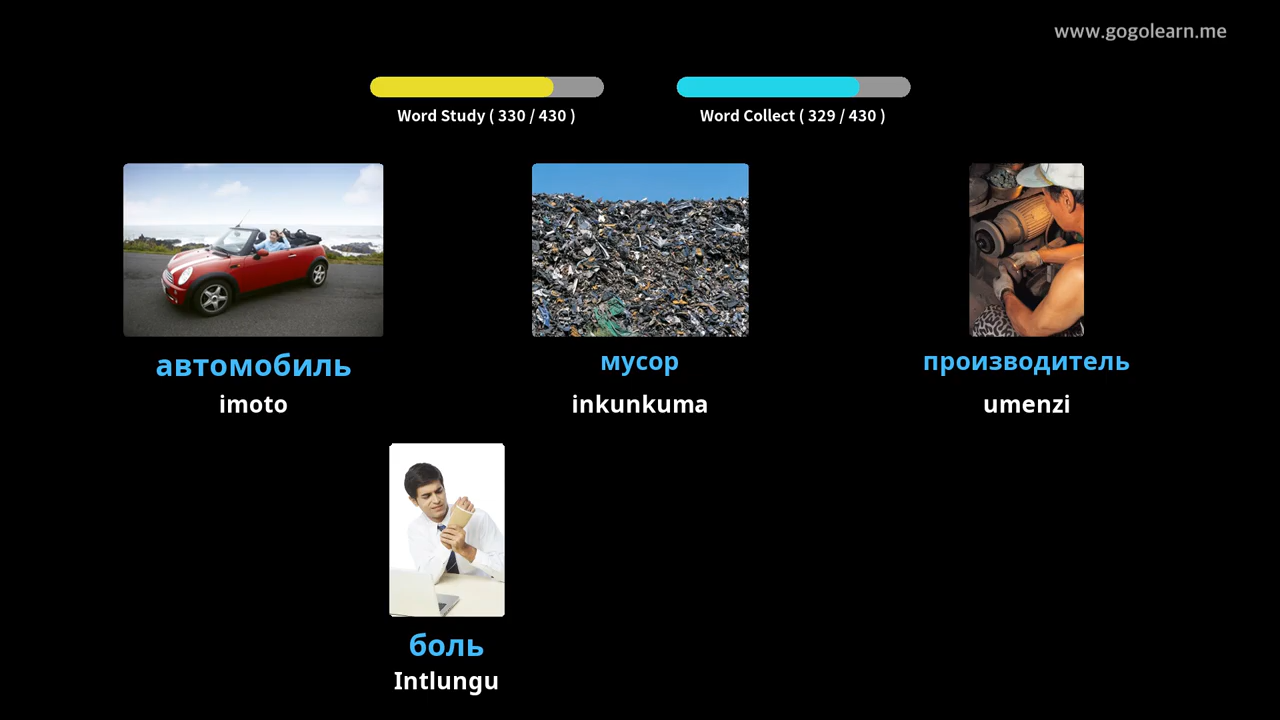 www.gogolearn.me
Word Study ( 330 / 430 )
Word Collect ( 329 / 430 )
автомобиль
imoto
мусор
inkunkuma
производитель
umenzi
боль
Intlungu